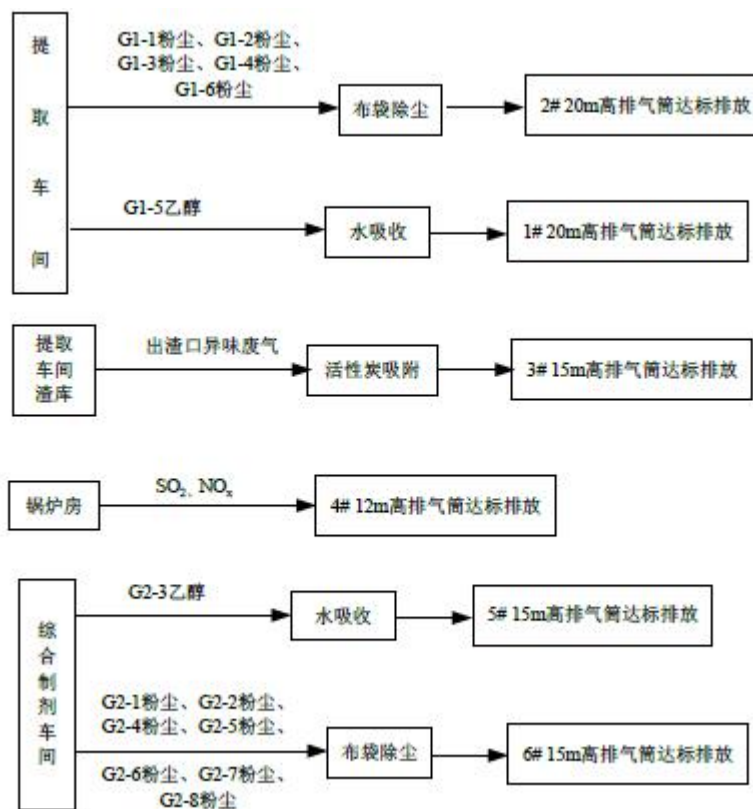 提取车间
G1-1粉尘、G1-2粉尘、
G1-3粉尘、G1-4粉尘、
G1-6粉尘
布袋除尘
2# 20m高排气筒达标排放
G1-5乙醇
水吸收
1# 20m高排气筒达标排放
提取
车间
渣库
出渣口异味废气
活性炭吸附
3# 15m高排气筒达标排放
锅炉房
SO₂、NOₓ
4# 12m高排气筒达标排放
综合制剂车间
G2-3乙醇
水吸收
5# 15m高排气筒达标排放
G2-1粉尘、G2-2粉尘、
G2-4粉尘、G2-5粉尘、
G2-6粉尘、G2-7粉尘、
G2-8粉尘
布袋除尘
6# 15m高排气筒达标排放